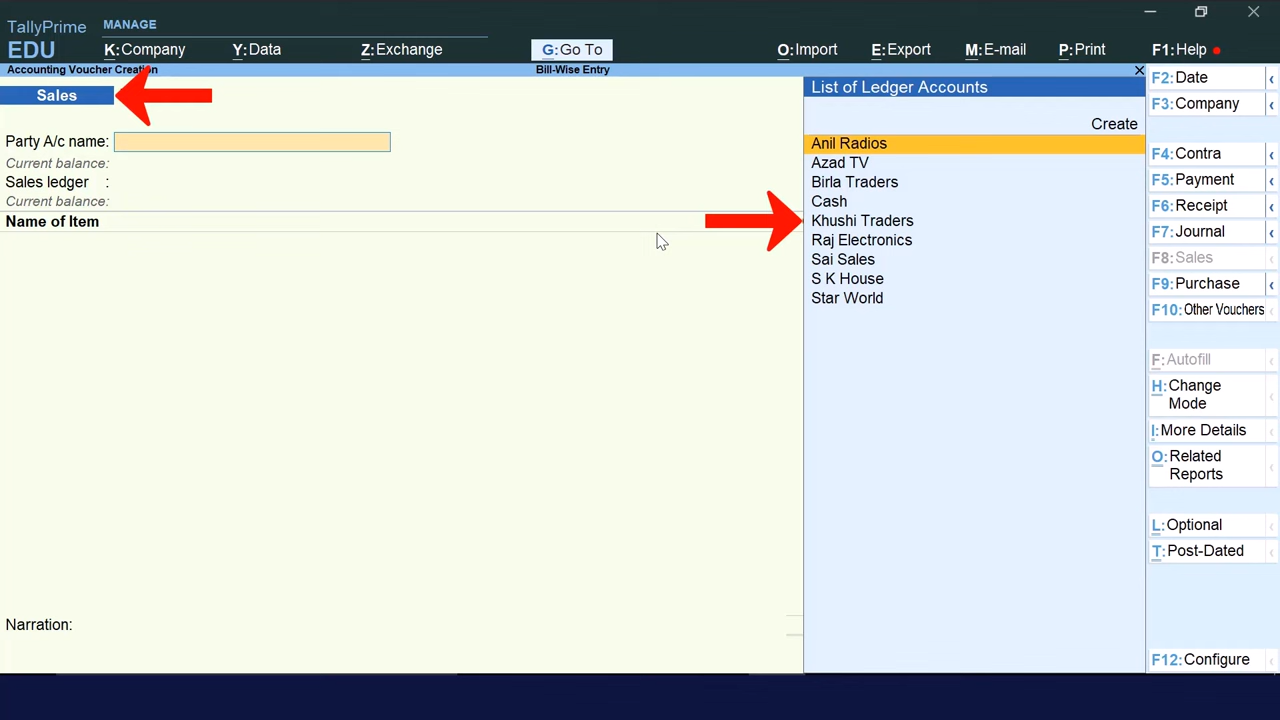 TallyPrime
EDU
MANAGE
K:Company
Y:Data
Z:Exchange
G:Go To
O:Import
E:Export
M:E-mail
P:Print
F1:Help
Accounting Voucher Creation
Bill-Wise Entry
Sales
Party A/c name:
Current balance:
Sales ledger :
Current balance:
Name of Item
Narration:
List of Ledger Accounts
Create
Anil Radios
Azad TV
Birla Traders
Cash
Khushi Traders
Raj Electronics
Sai Sales
S K House
Star World
F2:Date
F3:Company
F4:Contra
F5:Payment
F6:Receipt
F7:Journal
F8:Sales
F9:Purchase
F10:Other Vouchers
F:Autofill
H:Change
Mode
I:More Details
O:Related
Reports
L:Optional
T:Post-Dated
F12:Configure